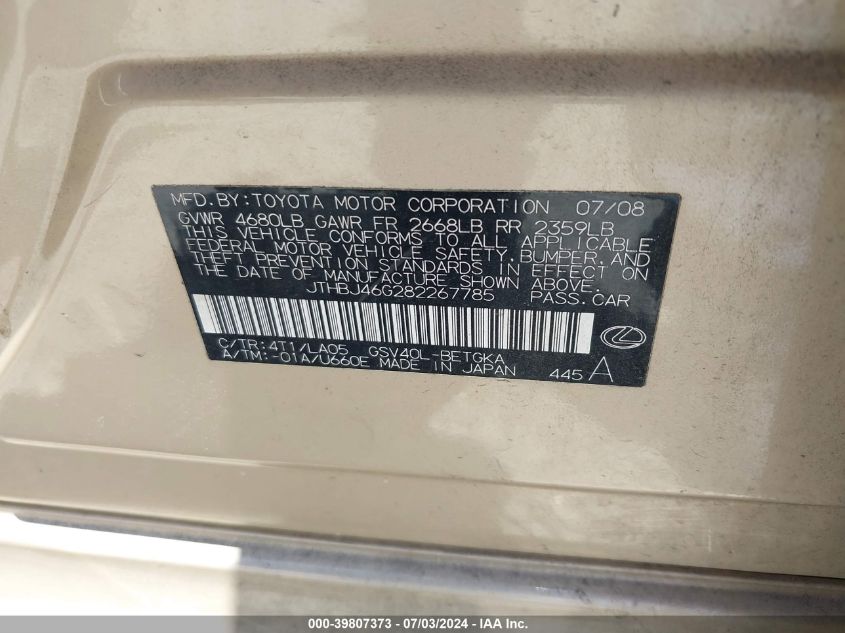 MFD. BY: TOYOTA MOTOR CORPORATION 07/08
GVWR 4680LB GAWR FR 2668LB RR 2359LB
THIS VEHICLE CONFORMS TO ALL APPLICABLE
FEDERAL MOTOR VEHICLE SAFETY, BUMPER, AND
THEFT PREVENTION STANDARDS IN EFFECT ON
THE DATE OF MANUFACTURE SHOWN ABOVE.
JTHBJ46G282267785 PASS. CAR
C/TR: 4T1/LA05 GSV40L-BETGKA
A/TM: -01A/U660E MADE IN JAPAN 445 A
000-39807373 - 07/03/2024 - IAA Inc.